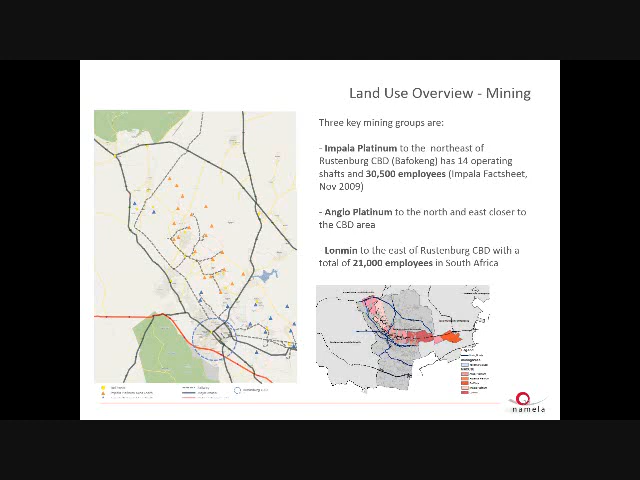 Land Use Overview - Mining
Three key mining groups are:
- Impala Platinum to the northeast of
Rustenburg CBD (Bafokeng) has 14 operating
shafts and 30,500 employees (Impala Factsheet,
Nov 2009)
- Anglo Platinum to the north and east closer to
the CBD area
Lonmin to the east of Rustenburg CBD with a
total of 21,000 employees in South Africa
namela